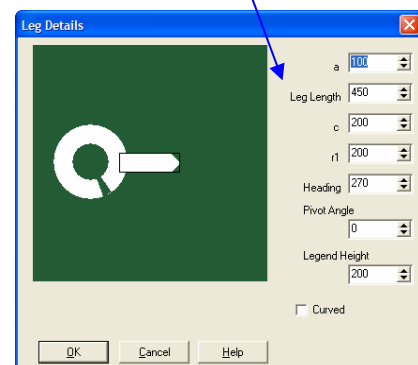 Leg Details
a 100
Leg Length 450
c 200
r1 200
Heading 270
Pivot Angle
0
Legend Height
200
Curved
OK Cancel Help